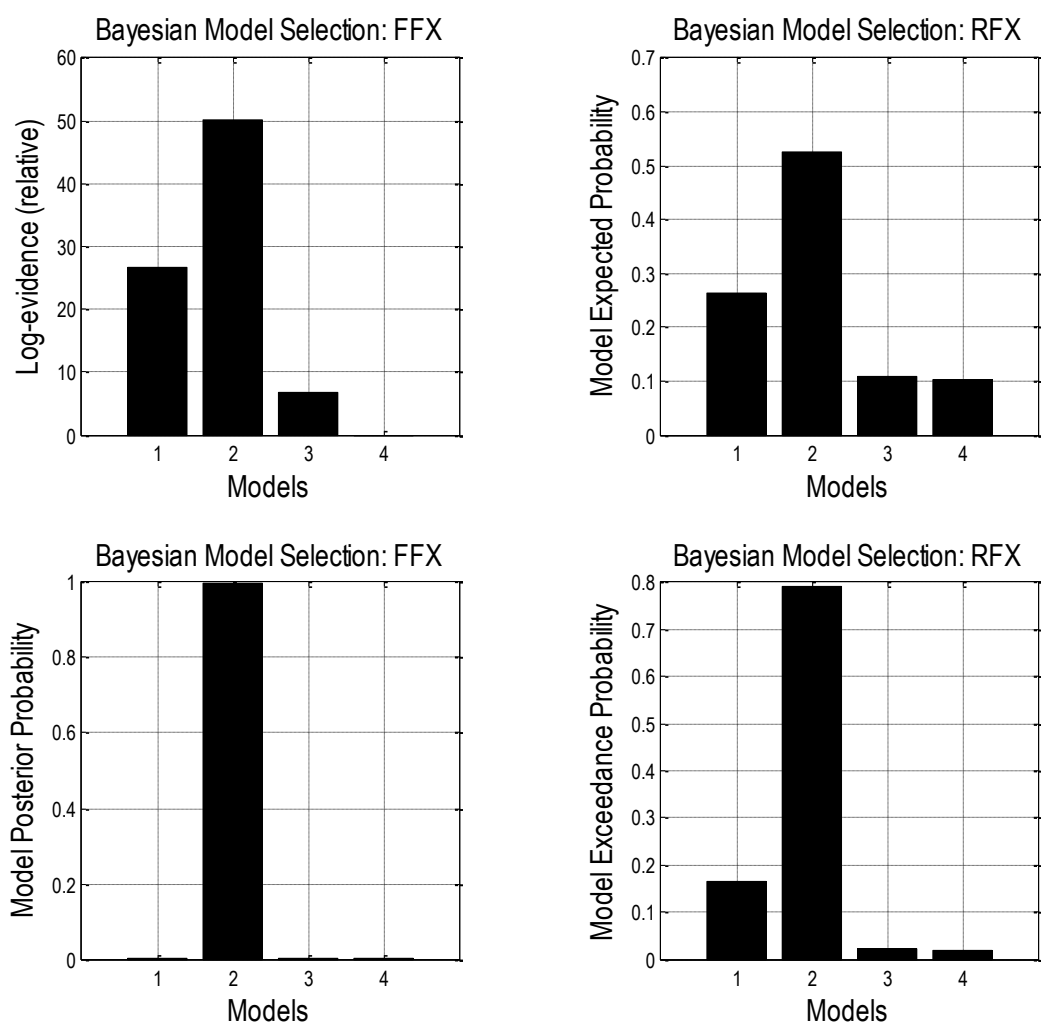 Bayesian Model Selection: FFX
Log-evidence (relative)
60
50
40
30
20
10
0
1 2 3 4
Models
Bayesian Model Selection: RFX
Model Expected Probability
0.7
0.6
0.5
0.4
0.3
0.2
0.1
0
1 2 3 4
Models
Bayesian Model Selection: FFX
Model Posterior Probability
1
0.8
0.6
0.4
0.2
0
1 2 3 4
Models
Bayesian Model Selection: RFX
Model Exceedance Probability
0.8
0.7
0.6
0.5
0.4
0.3
0.2
0.1
0
1 2 3 4
Models